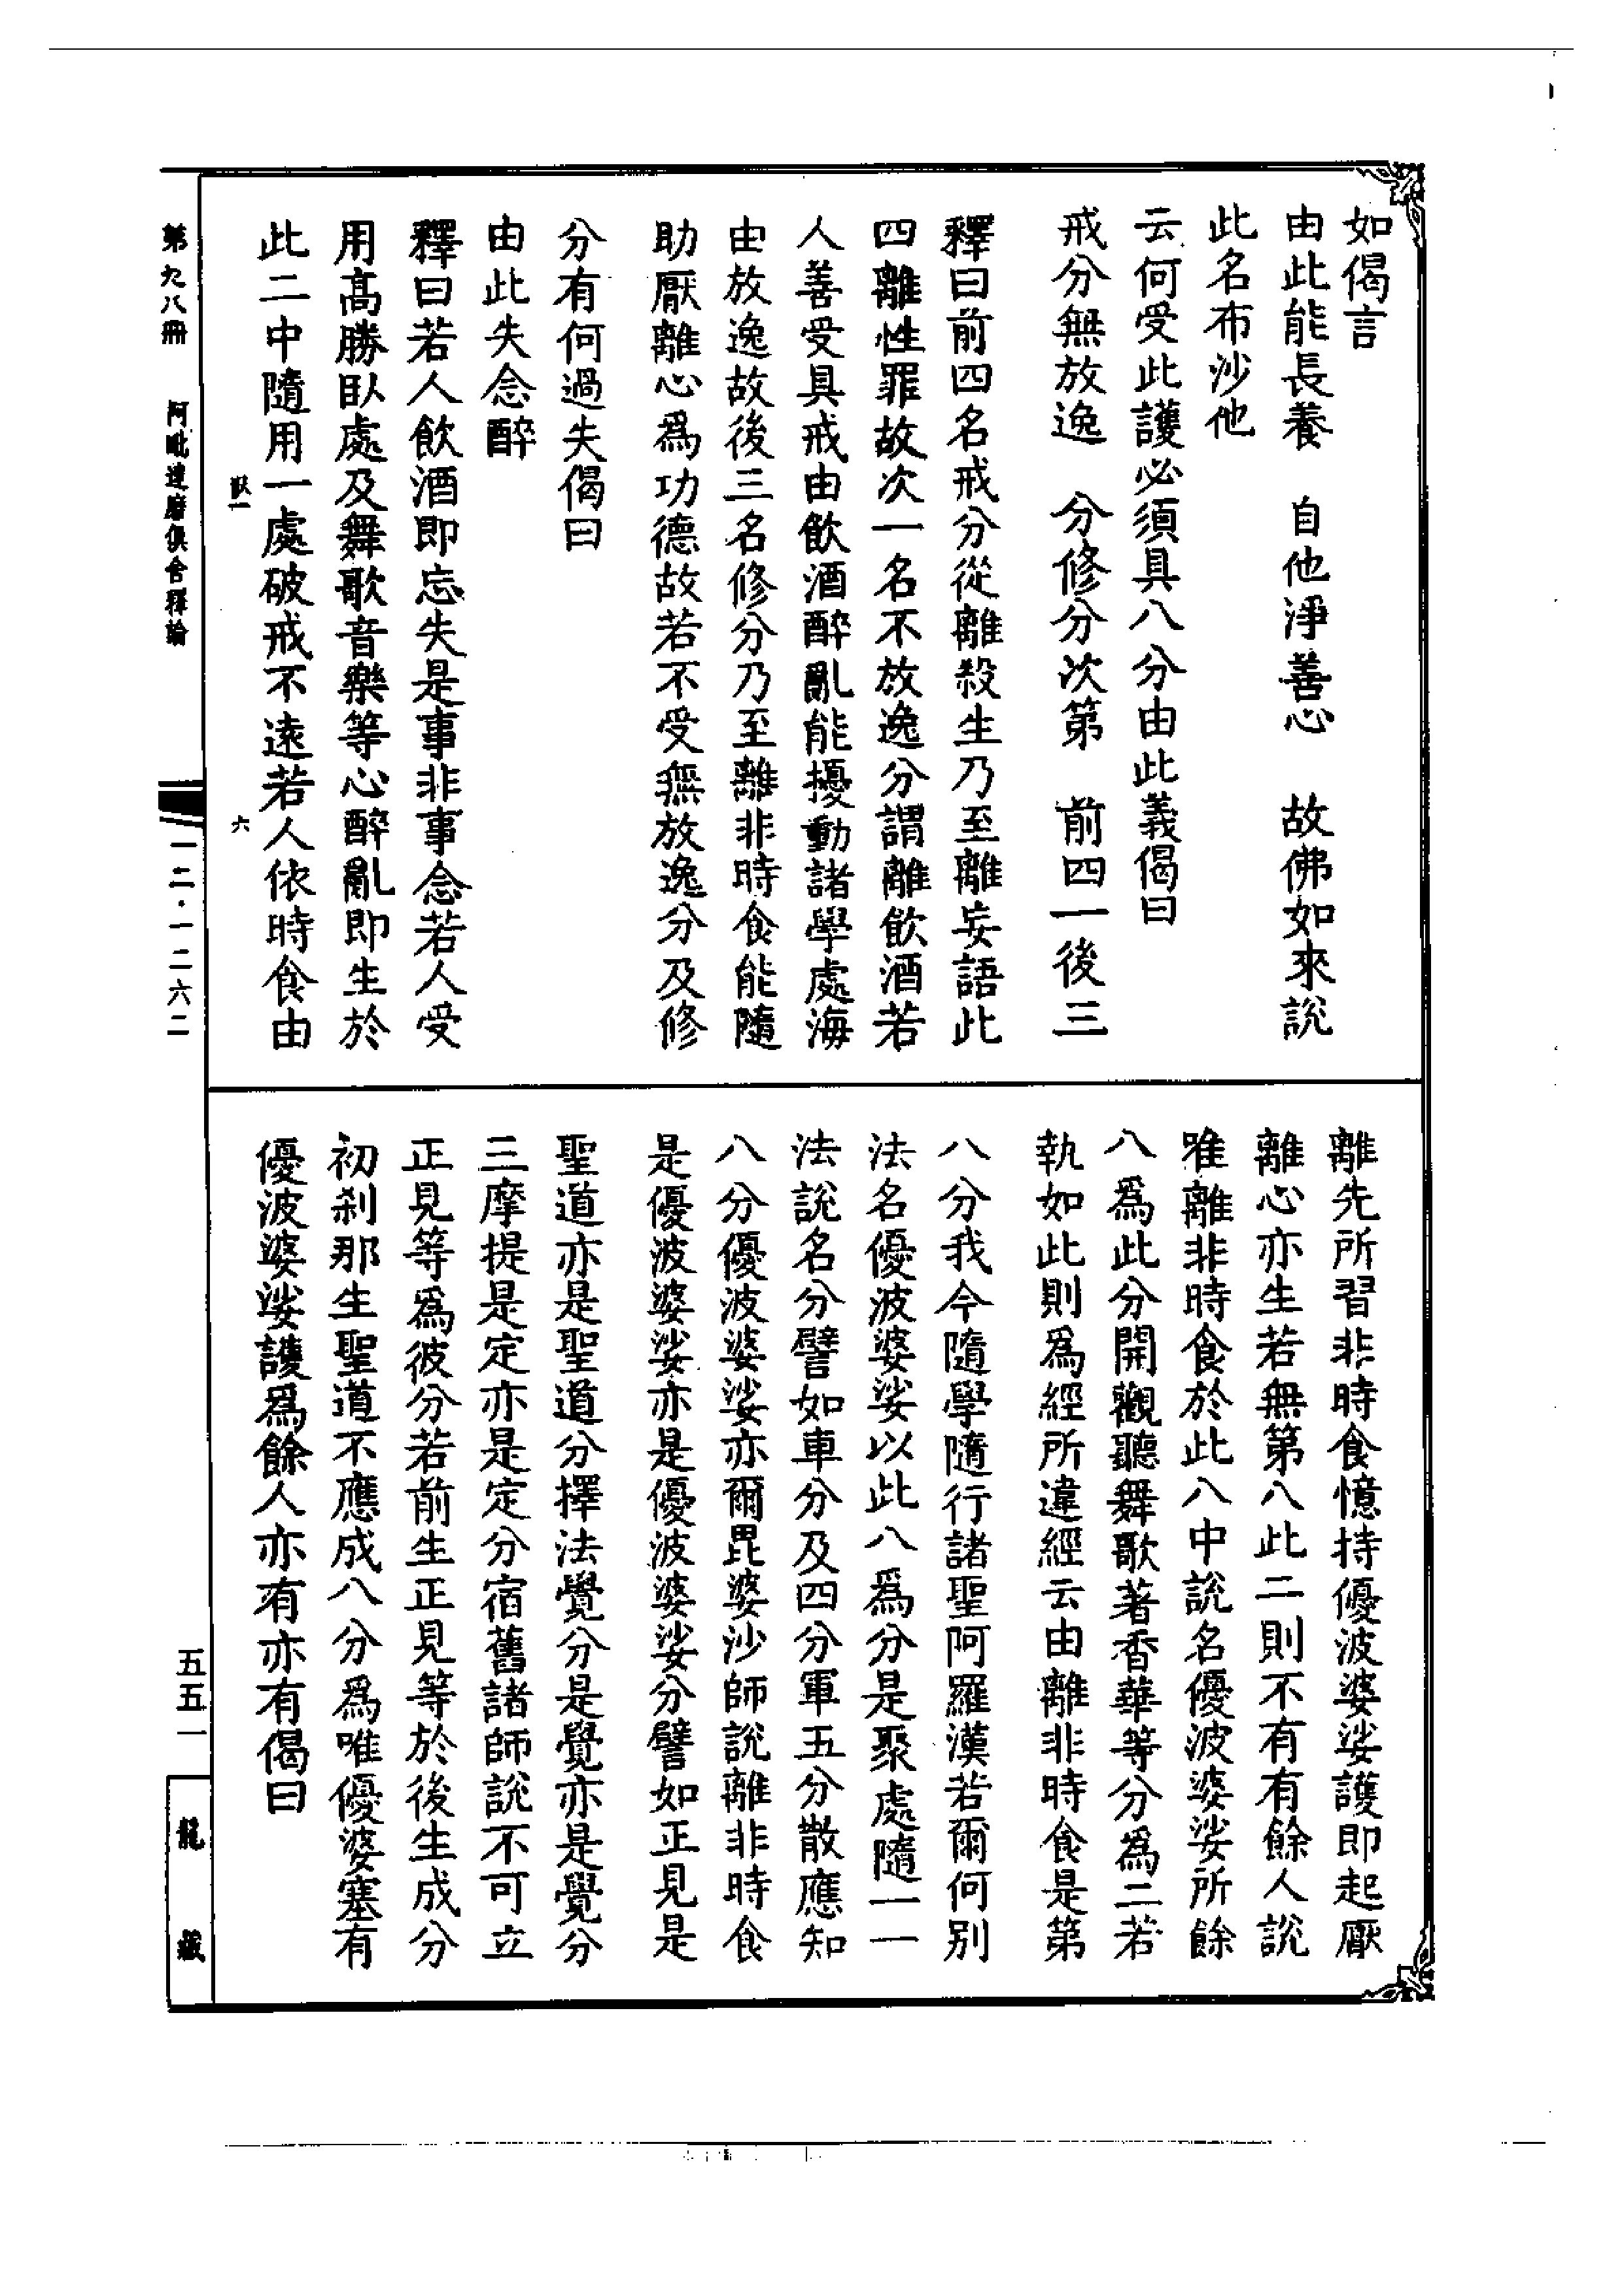 如偈言
由此能長養　自他淨善心　故佛如來說
此名布沙他
云何受此護必須具八分由此義偈曰
戒分無放逸　分修分次第　前四一後三
釋曰前四名戒分從離殺生乃至離妄語此
四離性罪故次一名不放逸分謂離飲酒若
人善受具戒由飲酒醉亂能擾動諸學處海
由放逸故後三名修分乃至離非時食能隨
助厭離心爲功德故若不受無放逸分及修
分有何過失偈曰
由此失念醉
釋曰若人飲酒即忘失是事非事念若人受
用高勝臥處及舞歌音樂等心醉亂即生於
此二中隨用一處破戒不遠若人依時食由
離先所習非時食憶持優波婆娑護即起厭
離心亦生若無第八此二則不有有餘人說
唯離非時食於此八中說名優波婆娑所餘
八爲此分開觀聽舞歌著香華等分爲二若
執如此則爲經所違經云由離非時食是第
八分我今隨學隨行諸聖阿羅漢若爾何別
法名優波婆娑以此八爲分是聚處隨一一
法說名分譬如車分及四分軍五分散應知
八分優波婆娑亦爾毘婆沙師說離非時食
是優波婆娑亦是優波婆娑分譬如正見是
聖道亦是聖道分擇法覺分是覺亦是覺分
三摩提是定亦是定分宿舊諸師說不可立
正見等爲彼分若前生正見等於後生成分
初刹那生聖道不應成八分爲唯優婆塞有
優波婆娑護爲餘人亦有亦有偈曰
第九八冊　阿毗達磨俱舍釋論
六
一二·一二六二
五五一
龍藏